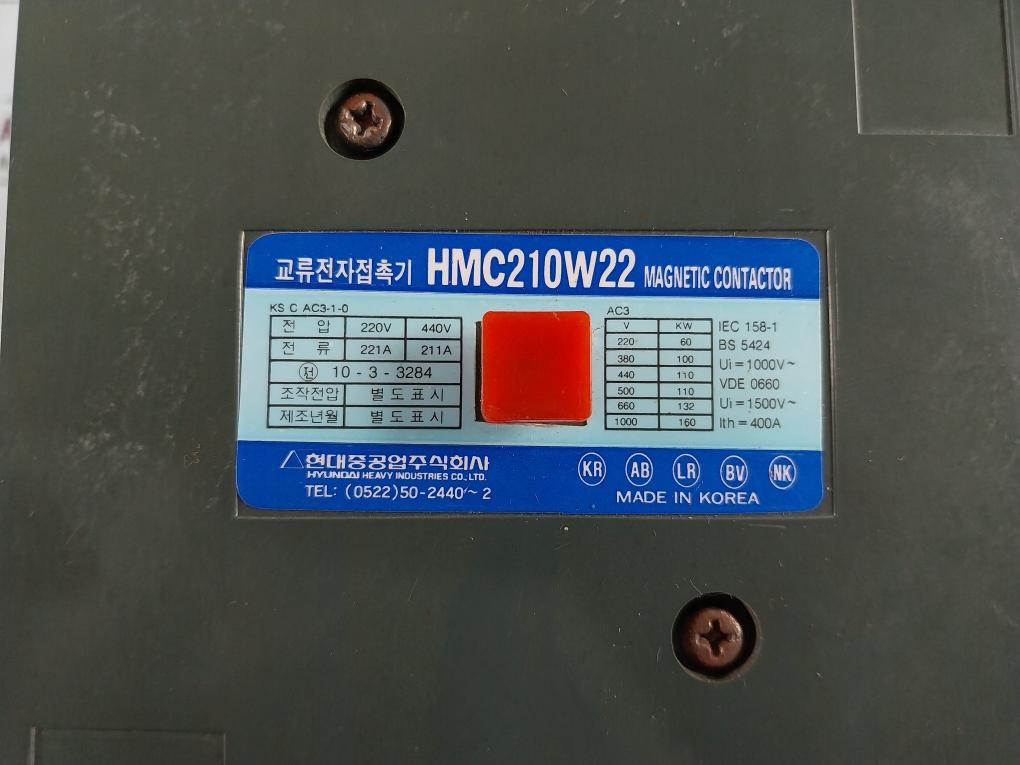 교류전자접촉기 HMC210W22 MAGNETIC CONTACTOR
KS C AC3-1-0
전 압 220V 440V
전 류 221A 211A
전 10 - 3 - 3284
조작전압 별 도 표 시
제조년월 별 도 표 시
AC3
V KW
220 60
380 100
440 110
500 110
660 132
1000 160
IEC 158-1
BS 5424
Ui = 1000V~
VDE 0660
Ui = 1500V~
Ith = 400A
현대중공업주식회사
HYUNDAI HEAVY INDUSTRIES CO., LTD.
TEL: (0522)50-2440~2
KR AB LR BV NK
MADE IN KOREA